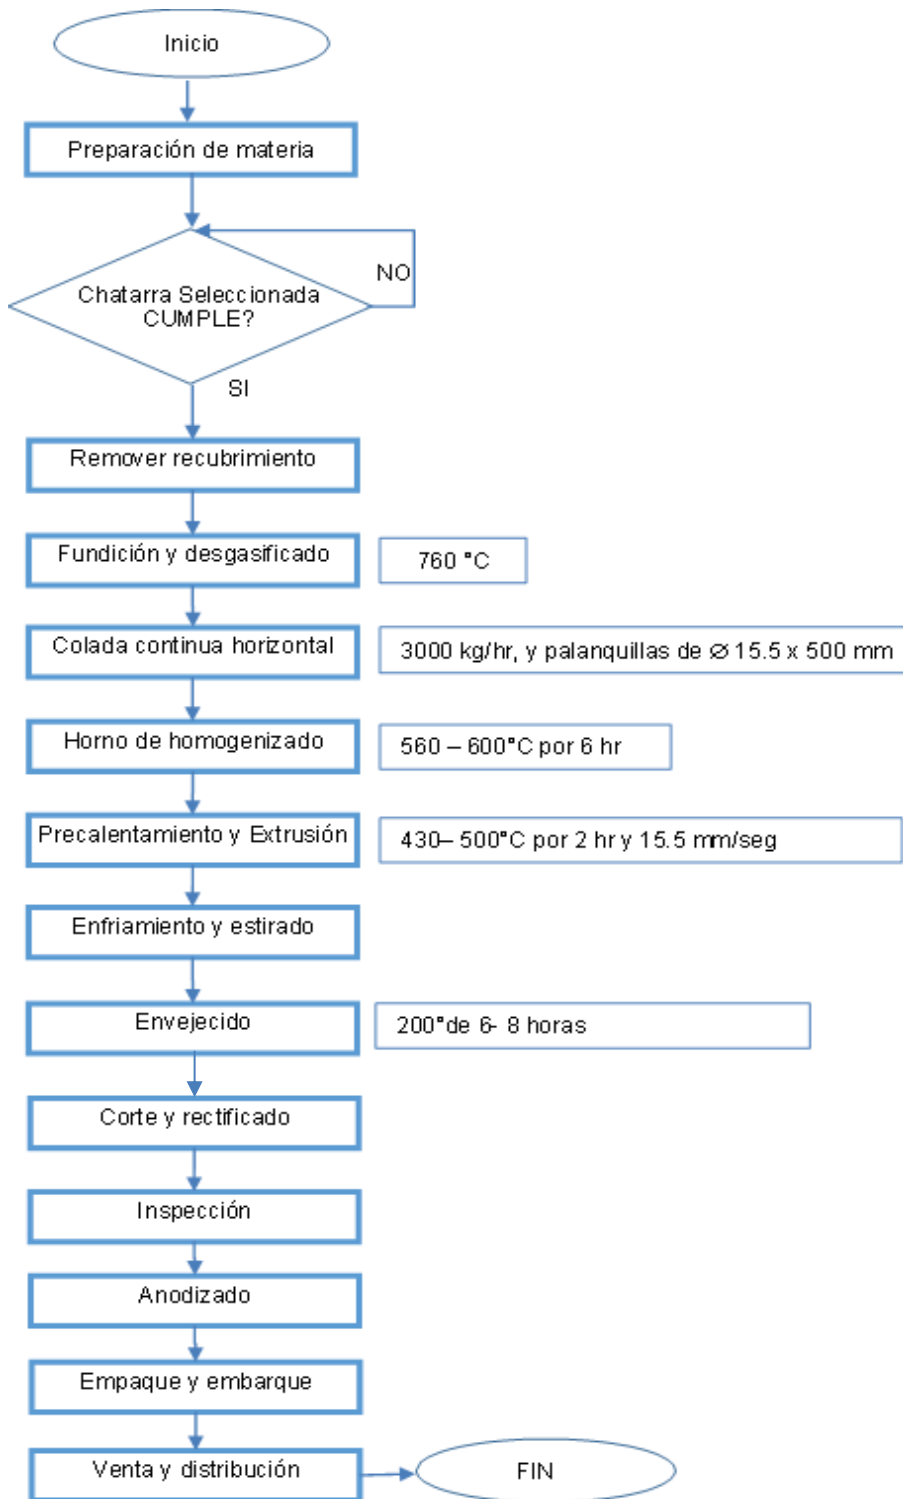 Inicio
Preparación de materia
Chatarra Seleccionada
CUMPLE?
NO
SI
Remover recubrimiento
Fundición y desgasificado
760 °C
Colada continua horizontal
3000 kg/hr, y palanquillas de ∅ 15.5 x 500 mm
Horno de homogenizado
560 – 600°C por 6 hr
Precalentamiento y Extrusión
430– 500°C por 2 hr y 15.5 mm/seg
Enfriamiento y estirado
Envejecido
200°de 6- 8 horas
Corte y rectificado
Inspección
Anodizado
Empaque y embarque
Venta y distribución
FIN